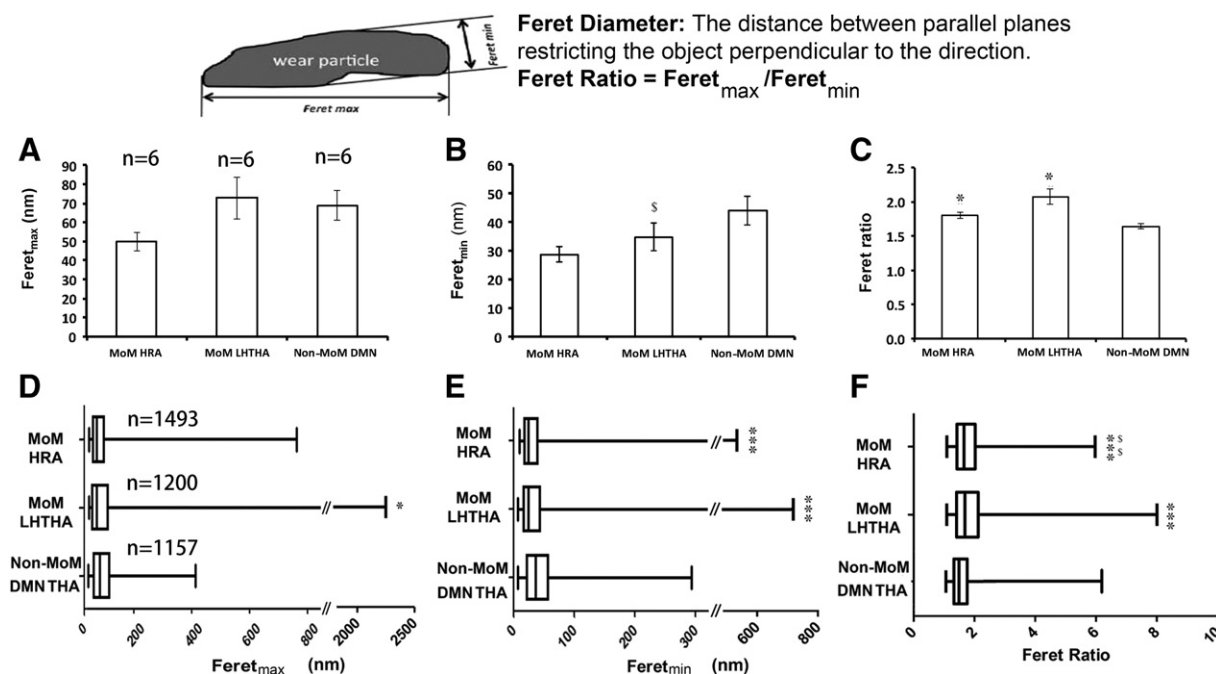 Feret Diameter: The distance between parallel planes
restricting the object perpendicular to the direction.
Feret Ratio = Feretmax /Feretmin
wear particle
Feret min
Feret max
A
n=6 n=6 n=6
Feretmax (nm)
90
80
70
60
50
40
30
20
10
0
MoM HRA MoM LHTHA Non-MoM DMN
B
Feretmin (nm)
60
50
40
30
20
10
0
$
MoM HRA MoM LHTHA Non-MoM DMN
C
Feret ratio
2.5
2.0
1.5
1.0
0.5
0.0
* *
MoM HRA MoM LHTHA Non-MoM DMN
D
MoM
HRA
n=1493
MoM
LHTHA
n=1200
*
Non-MoM
DMN THA
n=1157
0 200 400 600 800 // 2000 2500
Feretmax (nm)
E
MoM
HRA
// ***
MoM
LHTHA
// ***
Non-MoM
DMN THA
0 100 200 300 // 600 800
Feretmin (nm)
F
MoM
HRA
***
$$
MoM
LHTHA
***
Non-MoM
DMN THA
0 2 4 6 8 10
Feret Ratio